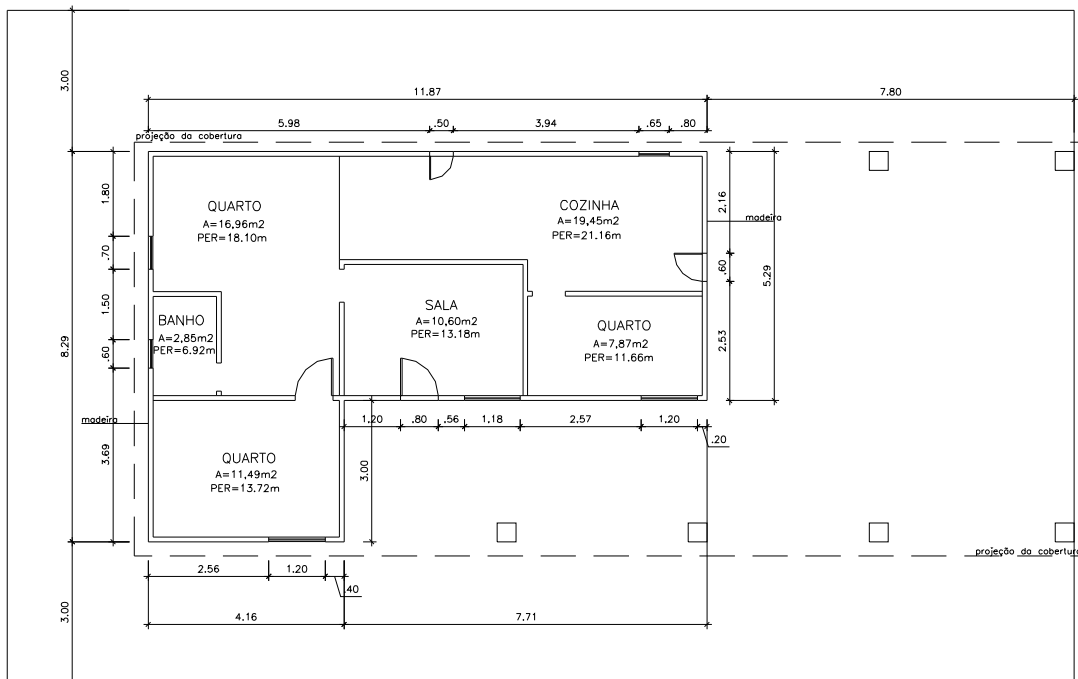 3.00
11.87
7.80
5.98
.50
3.94
.65
.80
projeção da cobertura
1.80
.70
1.50
.60
3.69
8.29
3.00
QUARTO
A=16,96m2
PER=18.10m
COZINHA
A=19,45m2
PER=21.16m
2.16
madeira
.60
5.29
2.53
BANHO
A=2,85m2
PER=6.92m
SALA
A=10,60m2
PER=13.18m
QUARTO
A=7,87m2
PER=11.66m
madeira
1.20
.80
.56
1.18
2.57
1.20
.20
QUARTO
A=11,49m2
PER=13.72m
3.00
projeção da cobertura
2.56
1.20
.40
4.16
7.71